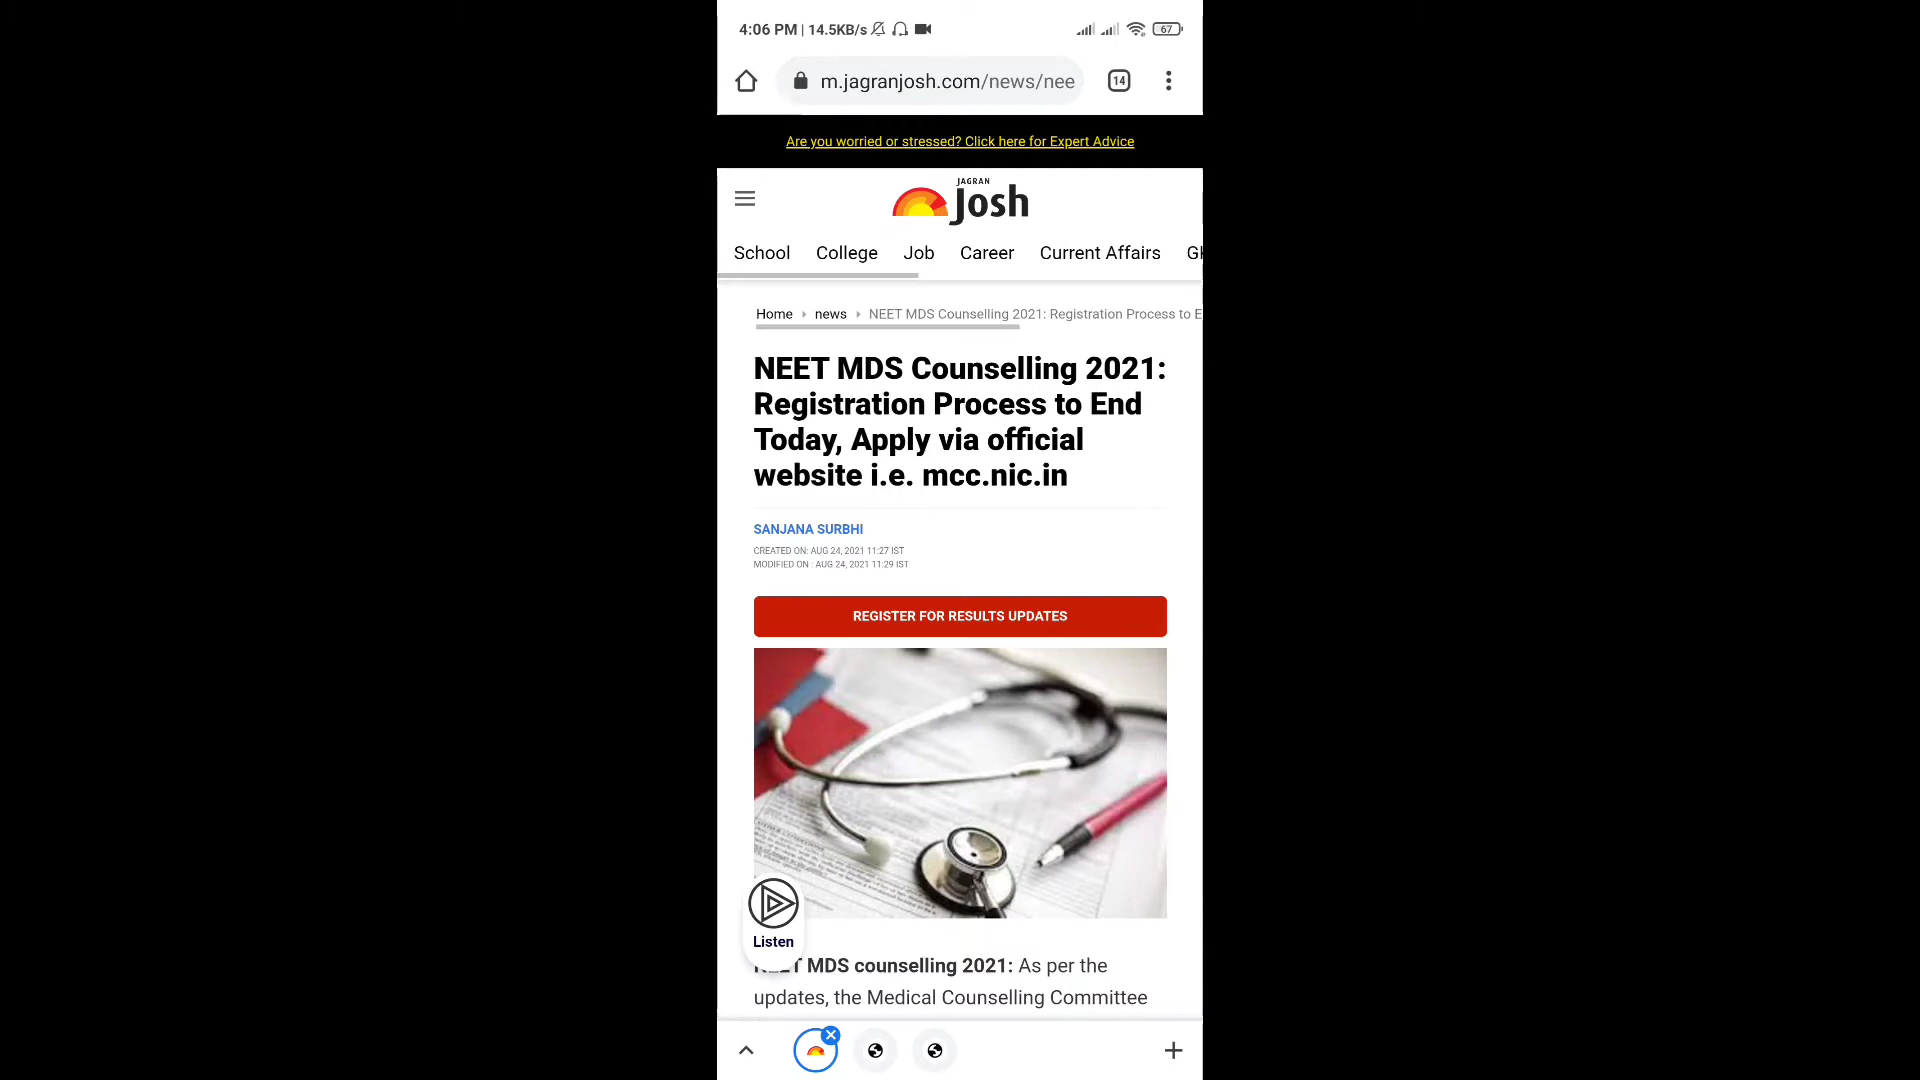 4:06 PM | 14.5KB/s
67
m.jagranjosh.com/news/nee
14
Are you worried or stressed? Click here for Expert Advice
JAGRAN
Josh
School College Job Career Current Affairs
Home news NEET MDS Counselling 2021: Registration Process to E
NEET MDS Counselling 2021:
Registration Process to End
Today, Apply via official
website i.e. mcc.nic.in
SANJANA SURBHI
CREATED ON: AUG 24, 2021 11:27 IST
MODIFIED ON : AUG 24, 2021 11:29 IST
REGISTER FOR RESULTS UPDATES
Listen
MDS counselling 2021: As per the
updates, the Medical Counselling Committee